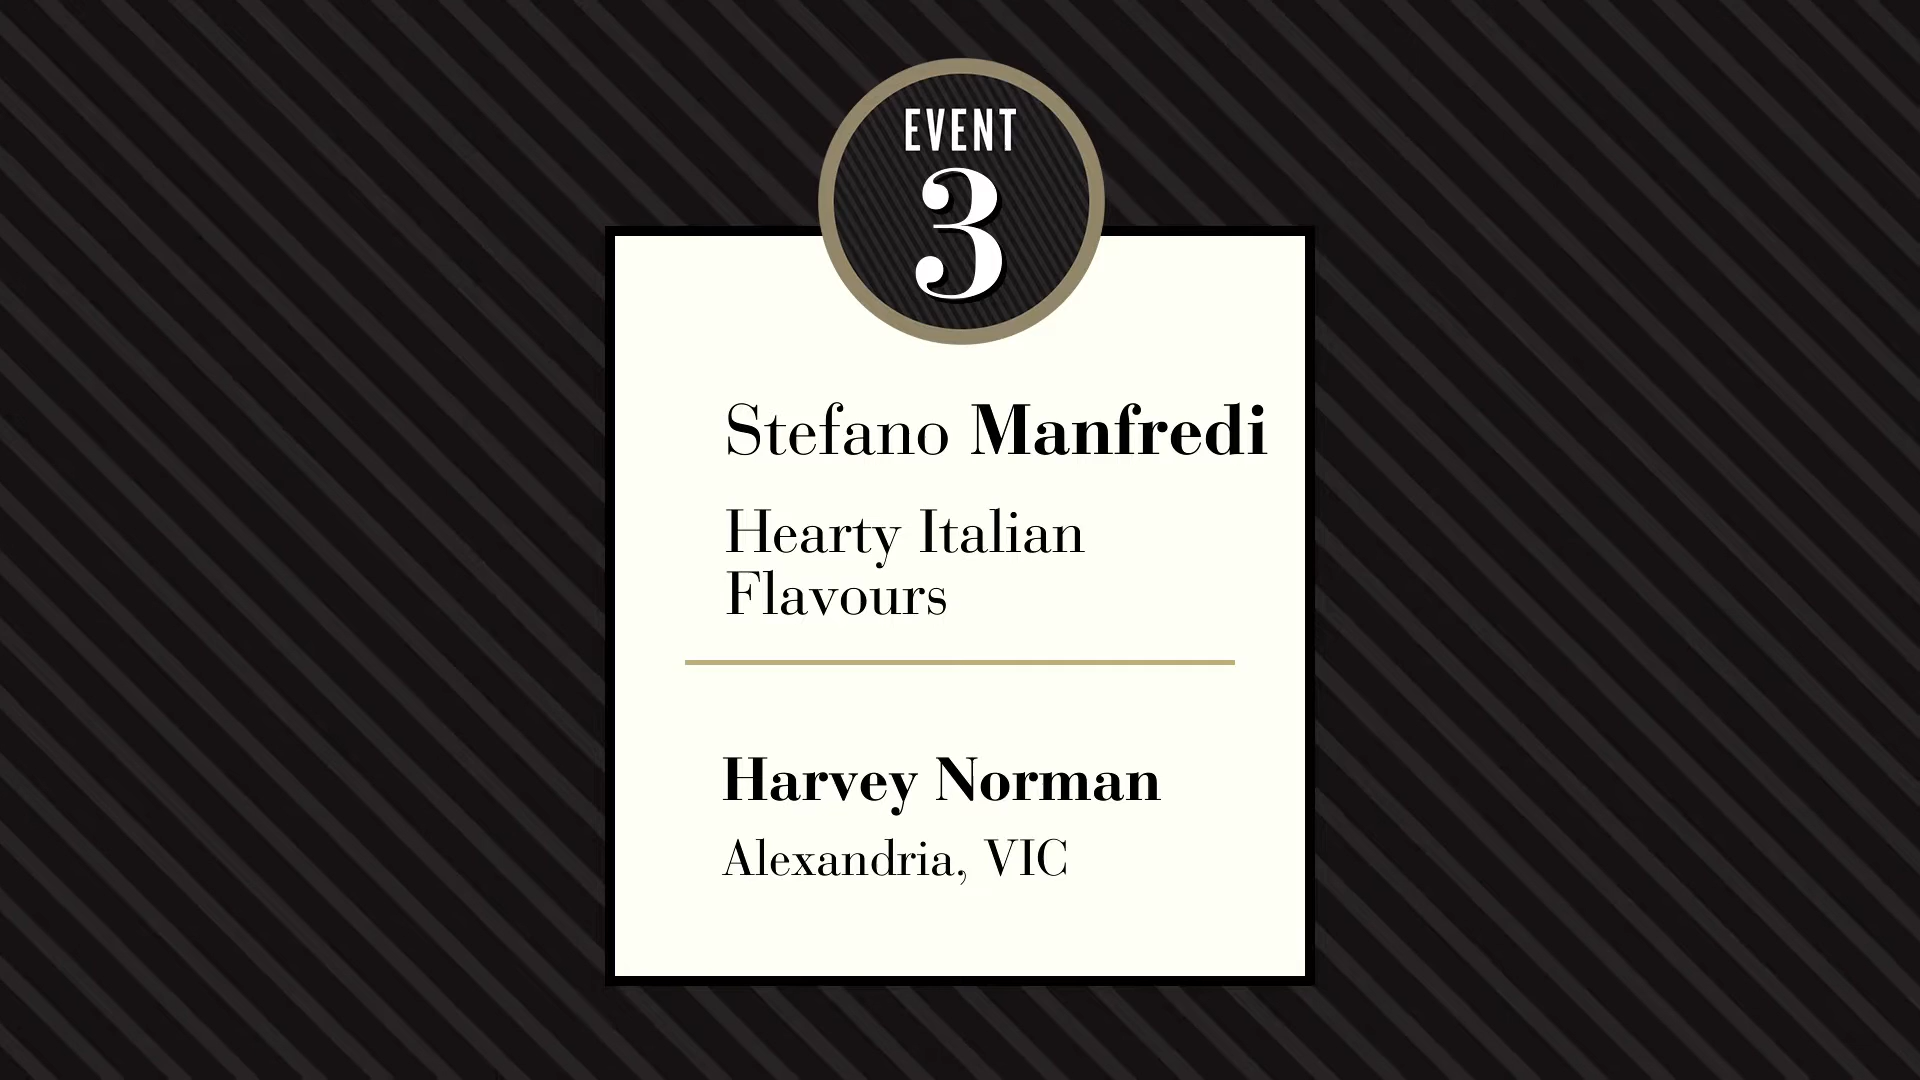 EVENT
3
Stefano Manfredi
Hearty Italian
Flavours
Harvey Norman
Alexandria, VIC